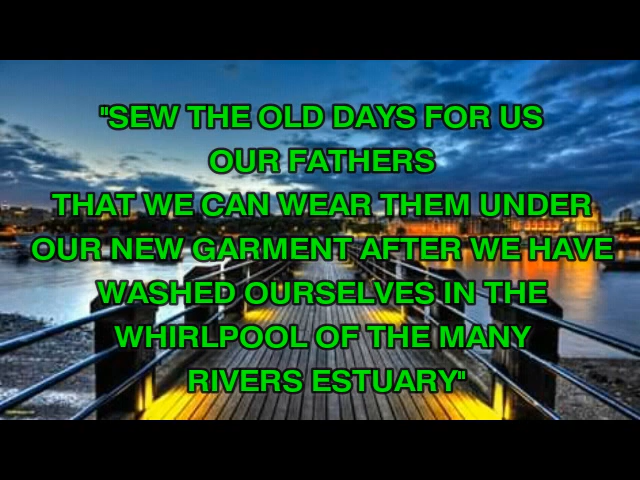 "SEW THE OLD DAYS FOR US
OUR FATHERS
THAT WE CAN WEAR THEM UNDER
OUR NEW GARMENT AFTER WE HAVE
WASHED OURSELVES IN THE
WHIRLPOOL OF THE MANY
RIVERS ESTUARY"